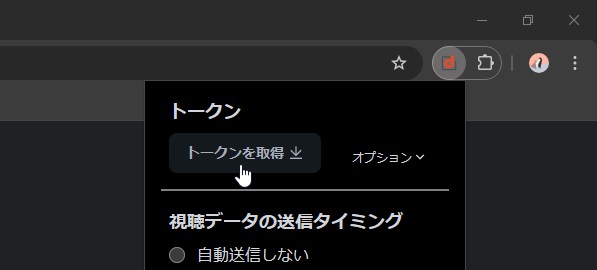 トークン
トークンを取得
オプション
視聴データの送信タイミング
自動送信しない